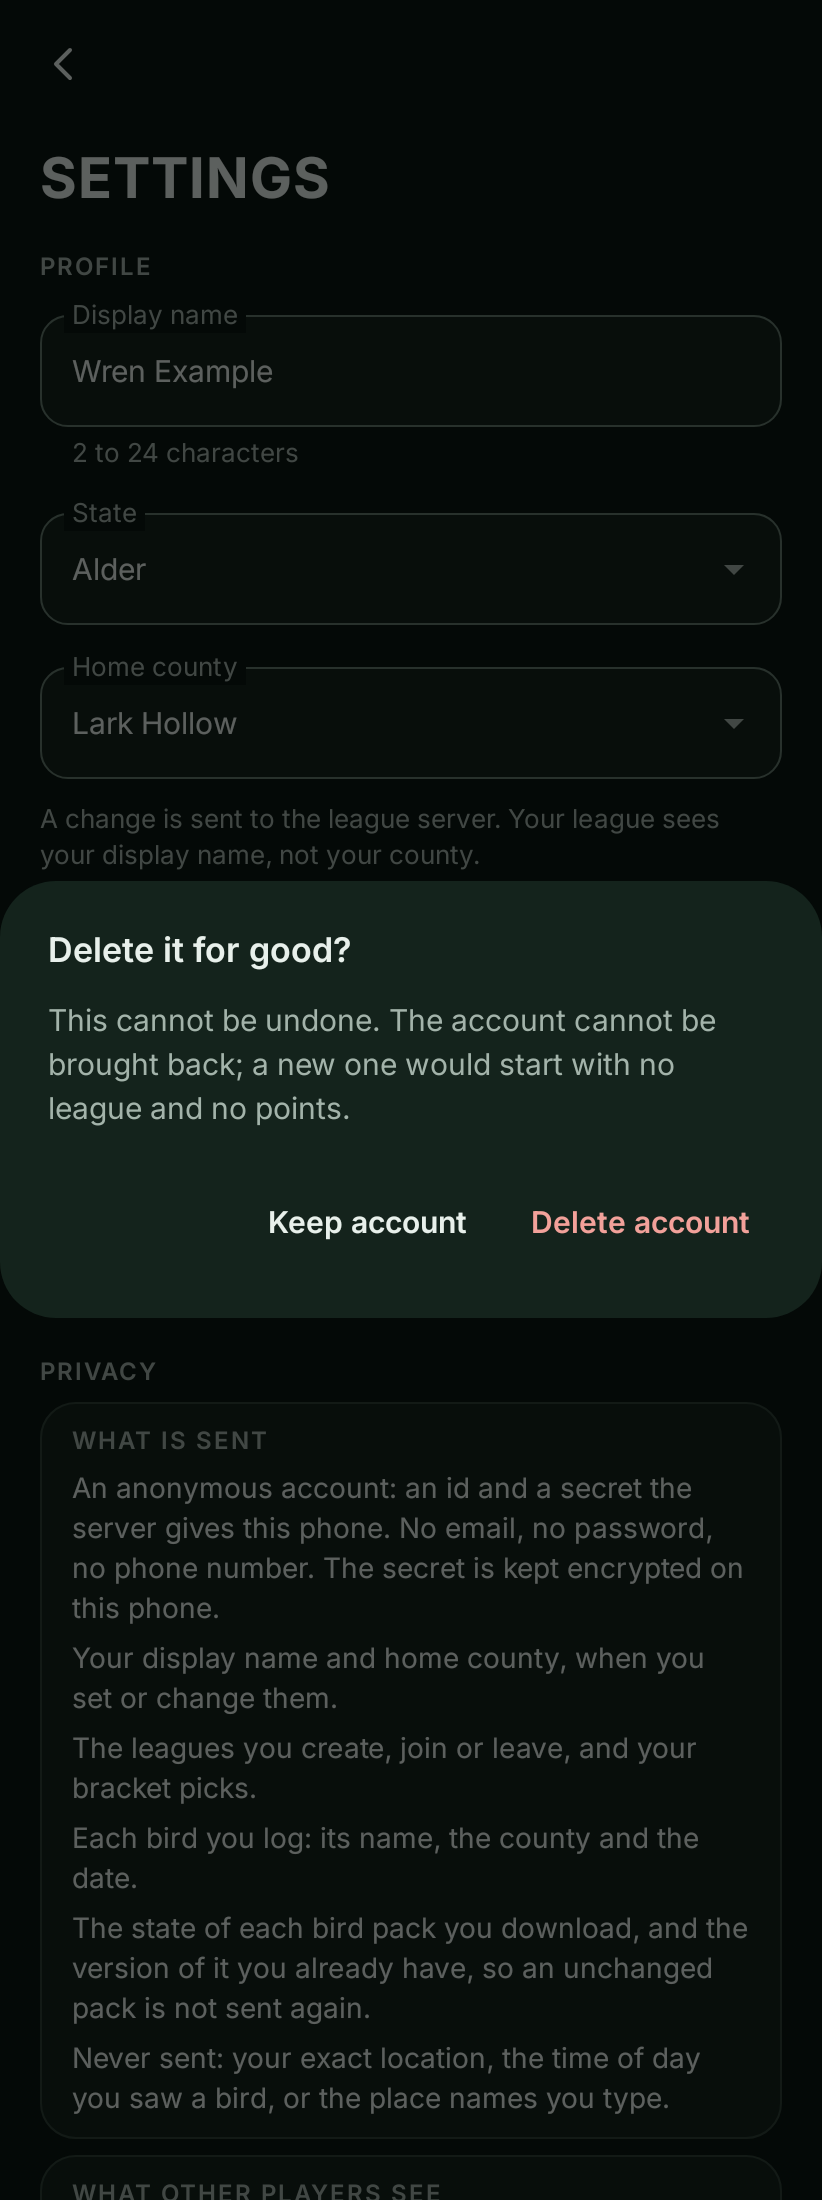 SETTINGS
PROFILE
Display name
Wren Example
2 to 24 characters
State
Alder
Home county
Lark Hollow
A change is sent to the league server. Your league sees
your display name, not your county.
Delete it for good?
This cannot be undone. The account cannot be
brought back; a new one would start with no
league and no points.
Keep account
Delete account
PRIVACY
WHAT IS SENT
An anonymous account: an id and a secret the
server gives this phone. No email, no password,
no phone number. The secret is kept encrypted on
this phone.
Your display name and home county, when you
set or change them.
The leagues you create, join or leave, and your
bracket picks.
Each bird you log: its name, the county and the
date.
The state of each bird pack you download, and the
version of it you already have, so an unchanged
pack is not sent again.
Never sent: your exact location, the time of day
you saw a bird, or the place names you type.
WHAT OTHER PLAYERS SEE